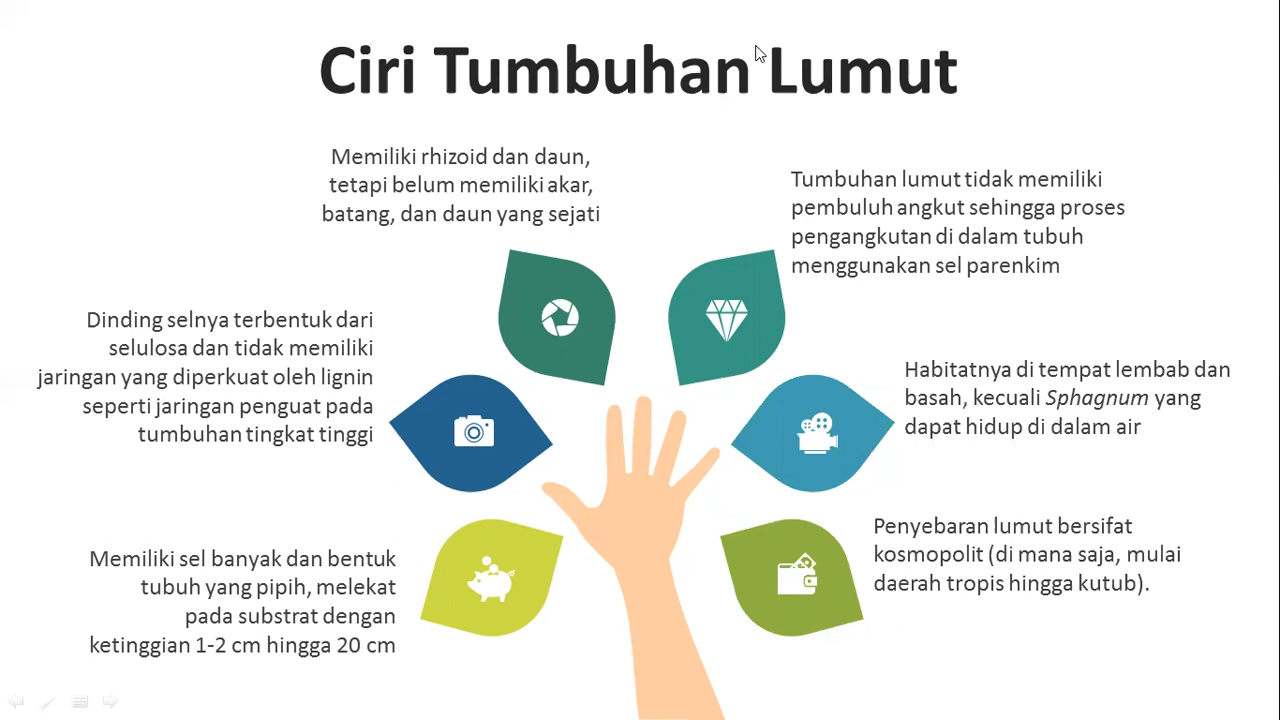 Ciri Tumbuhan Lumut
Memiliki rhizoid dan daun,
tetapi belum memiliki akar,
batang, dan daun yang sejati
Tumbuhan lumut tidak memiliki
pembuluh angkut sehingga proses
pengangkutan di dalam tubuh
menggunakan sel parenkim
Dinding selnya terbentuk dari
selulosa dan tidak memiliki
jaringan yang diperkuat oleh lignin
seperti jaringan penguat pada
tumbuhan tingkat tinggi
Habitatnya di tempat lembab dan
basah, kecuali Sphagnum yang
dapat hidup di dalam air
Memiliki sel banyak dan bentuk
tubuh yang pipih, melekat
pada substrat dengan
ketinggian 1-2 cm hingga 20 cm
Penyebaran lumut bersifat
kosmopolit (di mana saja, mulai
daerah tropis hingga kutub).